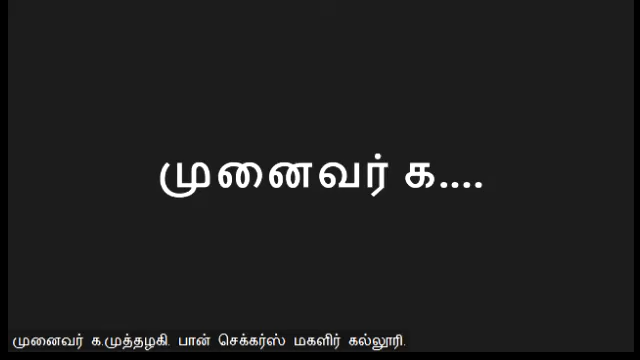 முனைவர் க....
முனைவர் க.முத்தழகி. பான் செக்கர்ஸ் மகளிர் கல்லூரி.